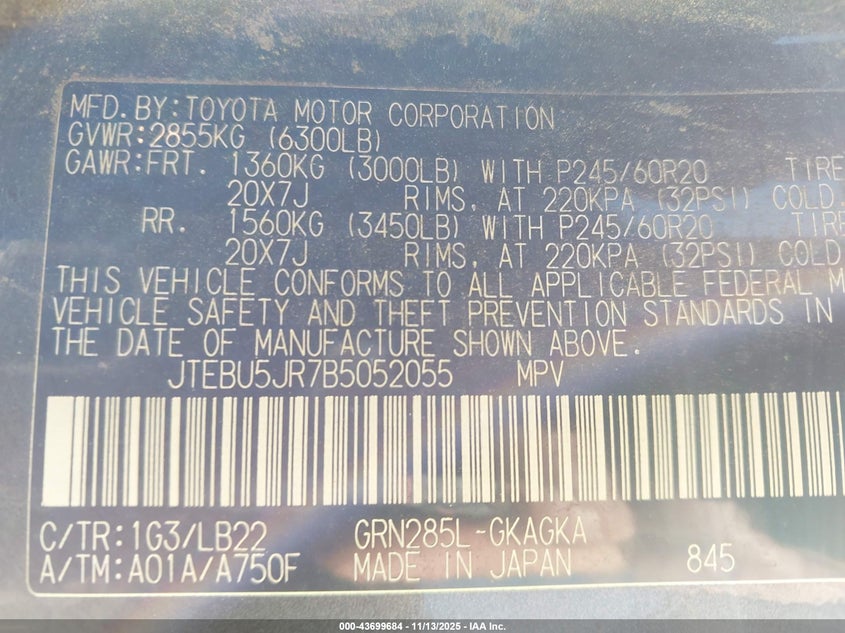 MFD.BY:TOYOTA MOTOR CORPORATION
GVWR:2855KG (6300LB)
GAWR:FRT. 1360KG (3000LB) WITH P245/60R20 TIRE
20X7J RIMS, AT 220KPA (32PSI) COLD.
RR. 1560KG (3450LB) WITH P245/60R20 TIRE
20X7J RIMS, AT 220KPA (32PSI) COLD
THIS VEHICLE CONFORMS TO ALL APPLICABLE FEDERAL M
VEHICLE SAFETY AND THEFT PREVENTION STANDARDS IN
THE DATE OF MANUFACTURE SHOWN ABOVE.
JTEBU5JR7B5052055 MPV
C/TR:1G3/LB22 GRN285L-GKAGKA
A/TM:A01A/A750F MADE IN JAPAN 845
000-43699684 - 11/13/2025 - IAA Inc.